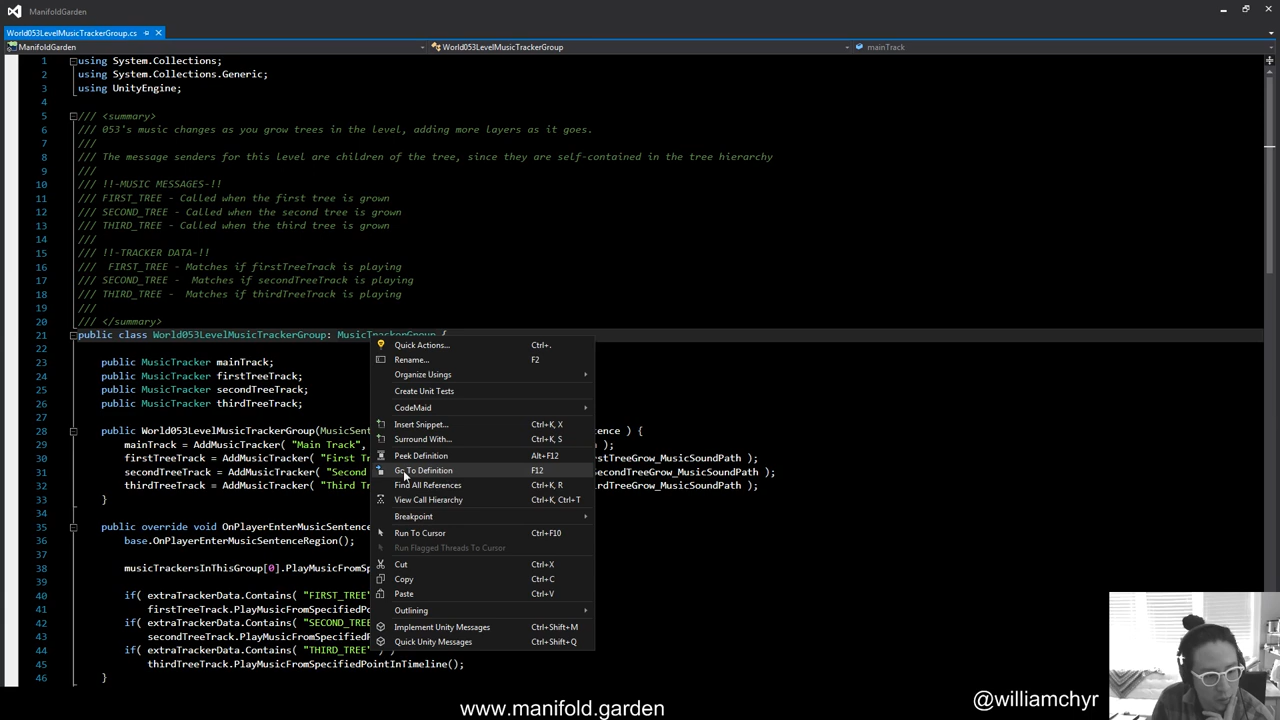 ManifoldGarden
World053LevelMusicTrackerGroup.cs
ManifoldGarden World053LevelMusicTrackerGroup mainTrack
1 using System.Collections;
2 using System.Collections.Generic;
3 using UnityEngine;
4
5 /// <summary>
6 /// 053's music changes as you grow trees in the level, adding more layers as it goes.
7 ///
8 /// The message senders for this level are children of the tree, since they are self-contained in the tree hierarchy
9 ///
10 /// !!-MUSIC MESSAGES-!!
11 /// FIRST_TREE - Called when the first tree is grown
12 /// SECOND_TREE - Called when the second tree is grown
13 /// THIRD_TREE - Called when the third tree is grown
14 ///
15 /// !!-TRACKER DATA-!!
16 ///  FIRST_TREE - Matches if firstTreeTrack is playing
17 /// SECOND_TREE -  Matches if secondTreeTrack is playing
18 /// THIRD_TREE -  Matches if thirdTreeTrack is playing
19 ///
20 /// </summary>
21 public class World053LevelMusicTrackerGroup: MusicTrackerGroup {
22
23 public MusicTracker mainTrack;
24 public MusicTracker firstTreeTrack;
25 public MusicTracker secondTreeTrack;
26 public MusicTracker thirdTreeTrack;
27
28 public World053LevelMusicTrackerGroup(MusicSen tence ) {
29 mainTrack = AddMusicTracker( "Main Track", );
30 firstTreeTrack = AddMusicTracker( "First Tr irstTreeGrow_MusicSoundPath );
31 secondTreeTrack = AddMusicTracker( "Second econdTreeGrow_MusicSoundPath );
32 thirdTreeTrack = AddMusicTracker( "Third Tr hirdTreeGrow_MusicSoundPath );
33 }
34
35 public override void OnPlayerEnterMusicSentence
36 base.OnPlayerEnterMusicSentenceRegion();
37
38 musicTrackersInThisGroup[0].PlayMusicFromSp
39
40 if( extraTrackerData.Contains( "FIRST_TREE"
41 firstTreeTrack.PlayMusicFromSpecifiedPo
42 if( extraTrackerData.Contains( "SECOND_TREE
43 secondTreeTrack.PlayMusicFromSpecifiedP
44 if( extraTrackerData.Contains( "THIRD_TREE" ) )
45 thirdTreeTrack.PlayMusicFromSpecifiedPointInTimeline();
46 }
Quick Actions... Ctrl+.
Rename... F2
Organize Usings
Create Unit Tests
CodeMaid
Insert Snippet... Ctrl+K, X
Surround With... Ctrl+K, S
Peek Definition Alt+F12
Go To Definition F12
Find All References Ctrl+K, R
View Call Hierarchy Ctrl+K, Ctrl+T
Breakpoint
Run To Cursor Ctrl+F10
Run Flagged Threads To Cursor
Cut Ctrl+X
Copy Ctrl+C
Paste Ctrl+V
Outlining
Implement Unity Messages Ctrl+Shift+M
Quick Unity Messages Ctrl+Shift+Q
@williamchyr
www.manifold.garden